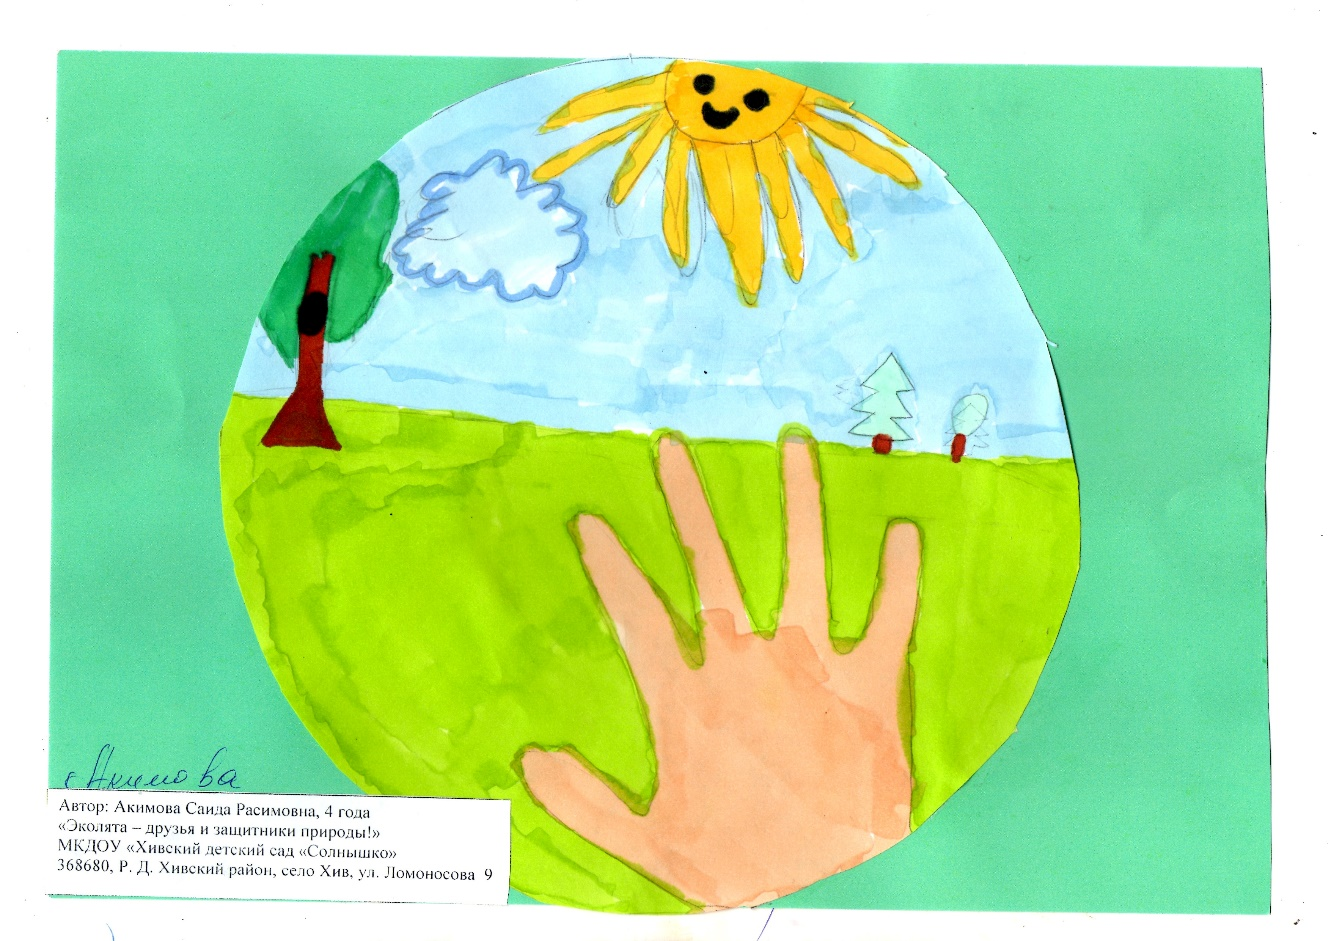 Акимова
Автор: Акимова Саида Расимовна, 4 года
«Эколята – друзья и защитники природы!»
МКДОУ «Хивский детский сад «Солнышко»
368680, Р. Д. Хивский район, село Хив, ул. Ломоносова 9